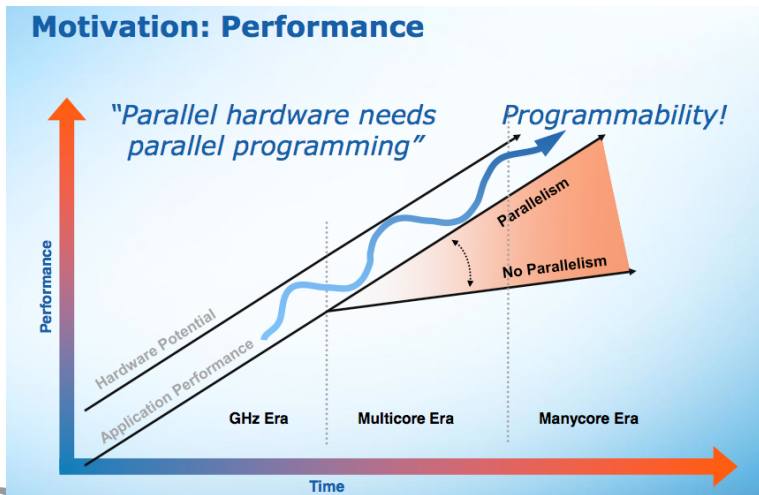 Motivation: Performance
“Parallel hardware needs
parallel programming”
Programmability!
Performance
Hardware Potential
Application Performance
Parallelism
No Parallelism
GHz Era
Multicore Era
Manycore Era
Time